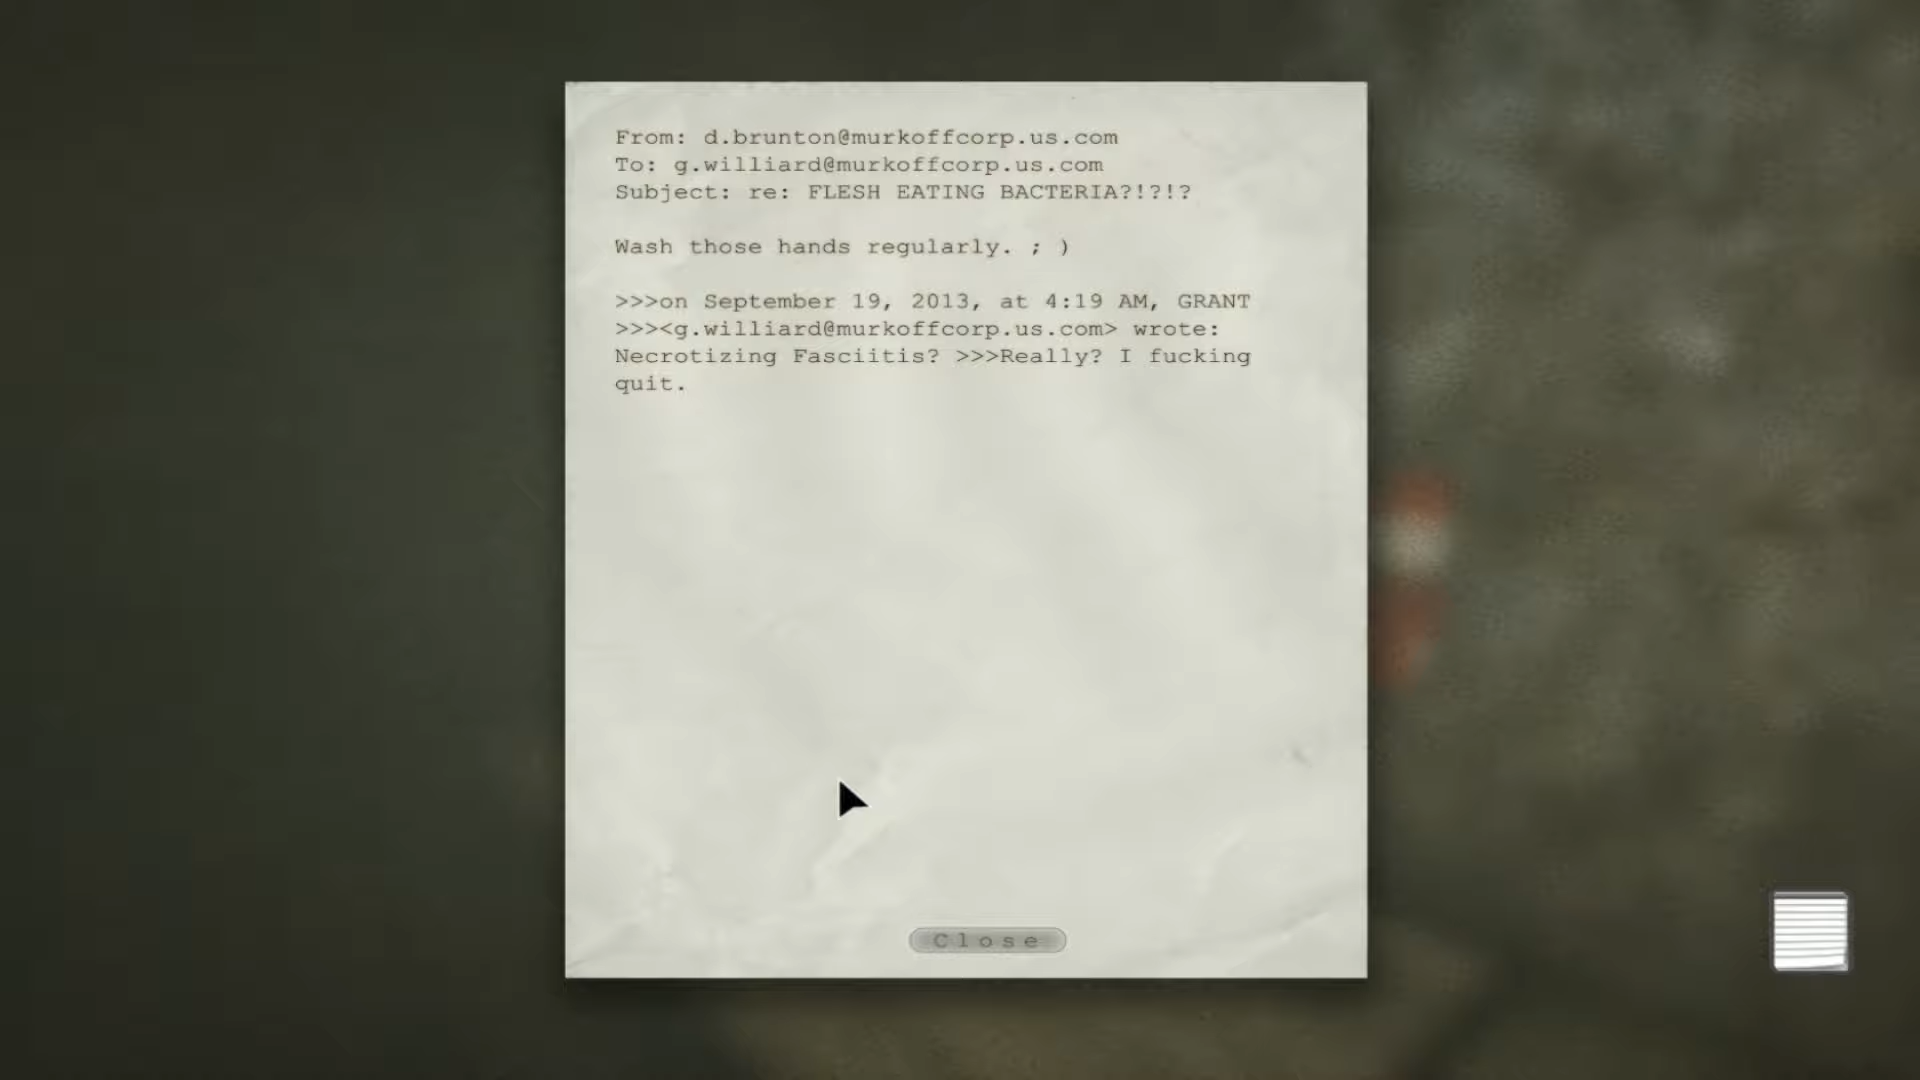 From: d.brunton@murkoffcorp.us.com
To: g.williard@murkoffcorp.us.com
Subject: re: FLESH EATING BACTERIA?!?!?
Wash those hands regularly. ; )
>>>on September 19, 2013, at 4:19 AM, GRANT
>>><g.williard@murkoffcorp.us.com> wrote:
Necrotizing Fasciitis? >>>Really? I fucking
quit.
Close